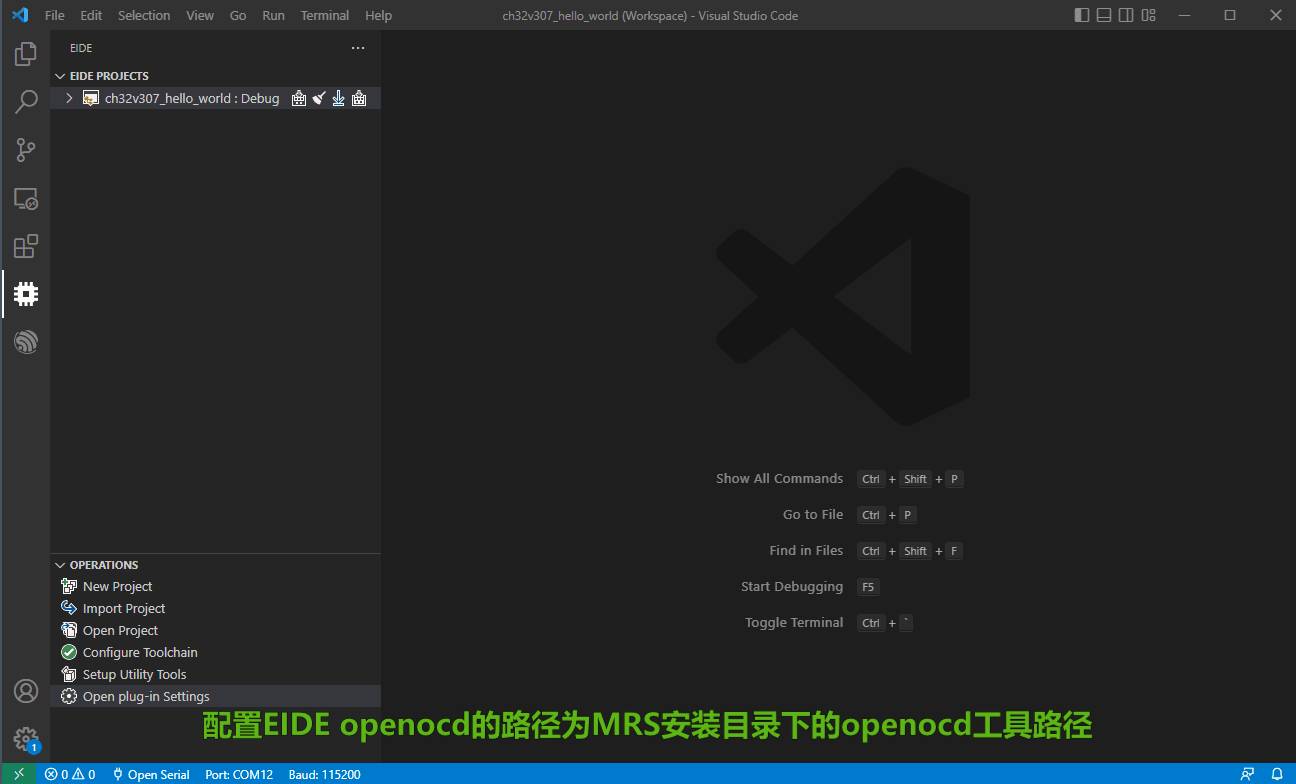 File Edit Selection View Go Run Terminal Help
ch32v307_hello_world (Workspace) - Visual Studio Code
EIDE
EIDE PROJECTS
ch32v307_hello_world : Debug
Show All Commands Ctrl + Shift + P
Go to File Ctrl + P
Find in Files Ctrl + Shift + F
Start Debugging F5
Toggle Terminal Ctrl + `
OPERATIONS
New Project
Import Project
Open Project
Configure Toolchain
Setup Utility Tools
Open plug-in Settings
配置EIDE openocd的路径为MRS安装目录下的openocd工具路径
1
0 0 Open Serial Port: COM12 Baud: 115200